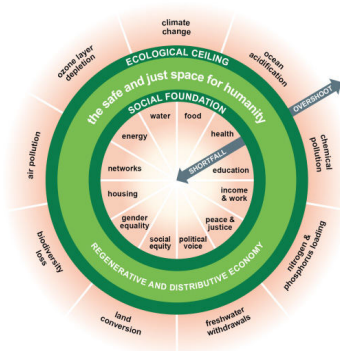 climate
change
ozone layer
depletion
ocean
acidification
ECOLOGICAL CEILING
the safe and just space for humanity
SOCIAL FOUNDATION
OVERSHOOT
water
food
energy
health
SHORTFALL
air pollution
chemical
pollution
networks
education
housing
income
& work
gender
equality
peace &
justice
social
equity
political
voice
REGENERATIVE AND DISTRIBUTIVE ECONOMY
biodiversity
loss
nitrogen &
phosphorus loading
land
conversion
freshwater
withdrawals